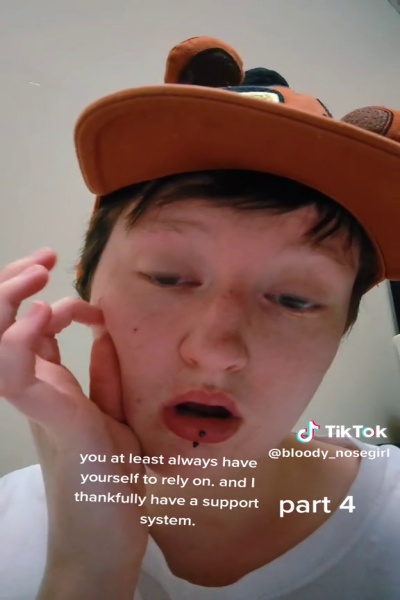 TikTok
@bloody_nosegirl
you at least always have
yourself to rely on. and I
thankfully have a support
system.
part 4